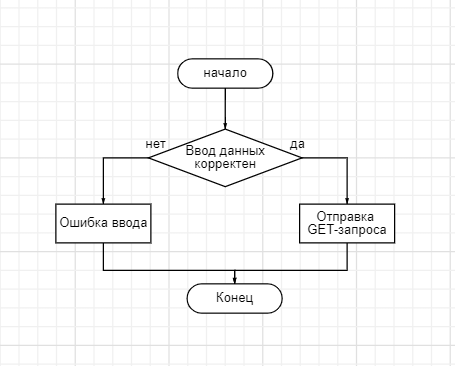 начало
нет
да
Ввод данных
корректен
Ошибка ввода
Отправка
GET-запроса
Конец